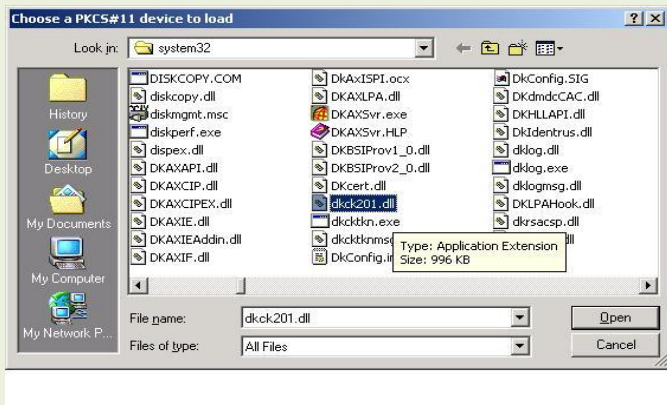 Choose a PKCS#11 device to load
Look in:
system32
History
Desktop
My Documents
My Computer
My Network P...
DISKCOPY.COM
diskcopy.dll
diskmgmt.msc
diskperf.exe
dispex.dll
DKAXAPI.dll
DKAXCIP.dll
DKAXCIPEX.dll
DKAXIE.dll
DKAXIEAddin.dll
DKAXIF.dll
DkAxISPI.ocx
DKAXLPA.dll
DKAXSvr.exe
DKAXSvr.HLP
DKBSIProv1_0.dll
DKBSIProv2_0.dll
DKcert.dll
dkck201.dll
dkcktkn.exe
dkcktknmsg
DkConfig.in
DkConfig.SIG
DKdmdcCAC.dll
DKHLLAPI.dll
DkIdentrus.dll
dklog.dll
dklog.exe
dklogmsg.dll
DKLPAHook.dll
dkrsacsp.dll
Type: Application Extension
Size: 996 KB
File name:
dkck201.dll
Open
Files of type:
All Files
Cancel